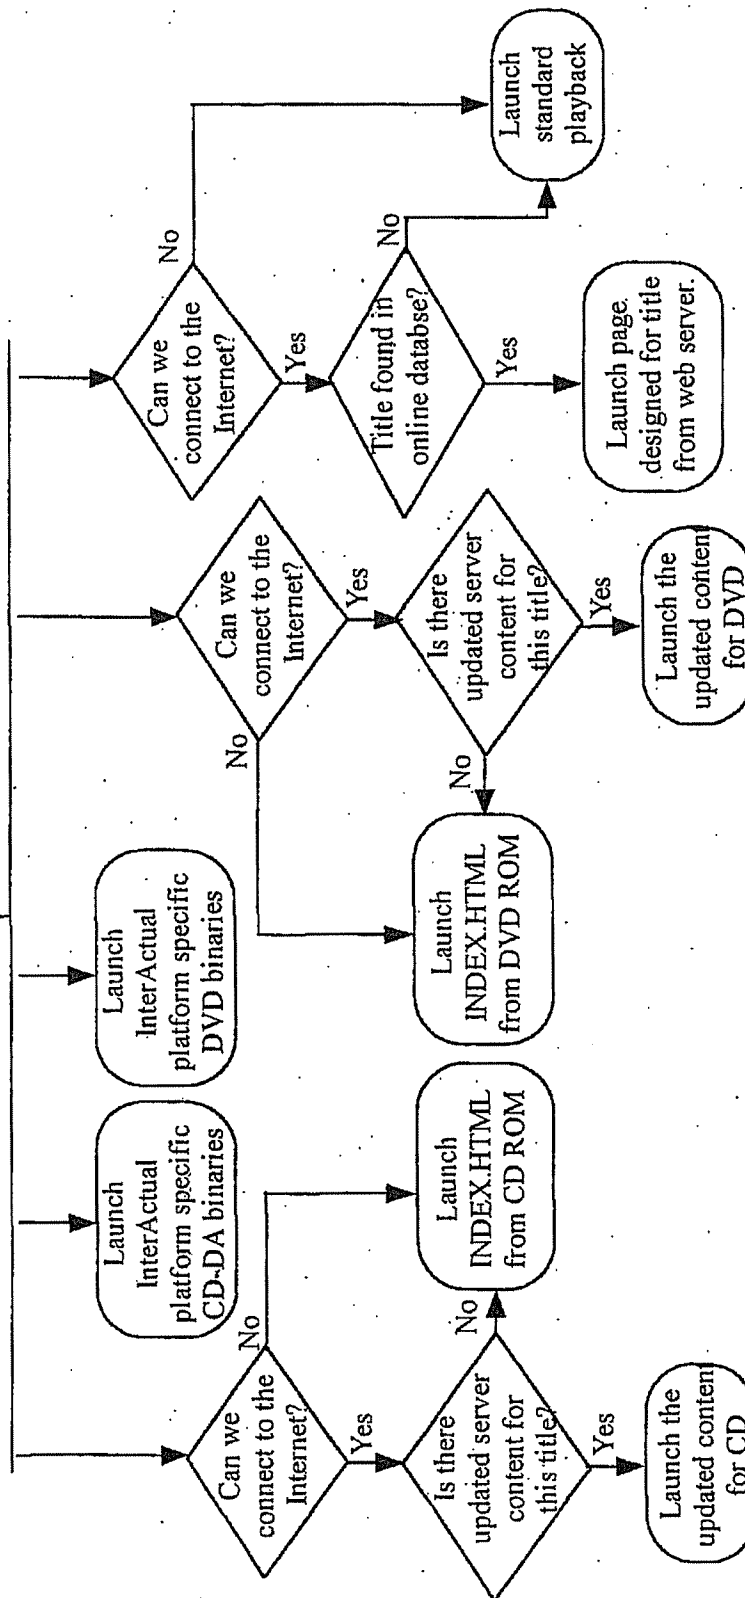 Can we
connect to the
Internet?
No
Yes
Is there
updated server
content for
this title?
No
Yes
Launch the
updated content
for CD
Launch
INDEX.HTML
from CD ROM
Launch
InterActual
platform specific
CD-DA binaries
Launch
InterActual
platform specific
DVD binaries
Can we
connect to the
Internet?
No
Yes
Launch
INDEX.HTML
from DVD ROM
Is there
updated server
content for
this title?
No
Yes
Launch the
updated content
for DVD
Can we
connect to the
Internet?
No
Yes
Title found in
online databse?
No
Yes
Launch page
designed for title
from web server.
Launch
standard
playback